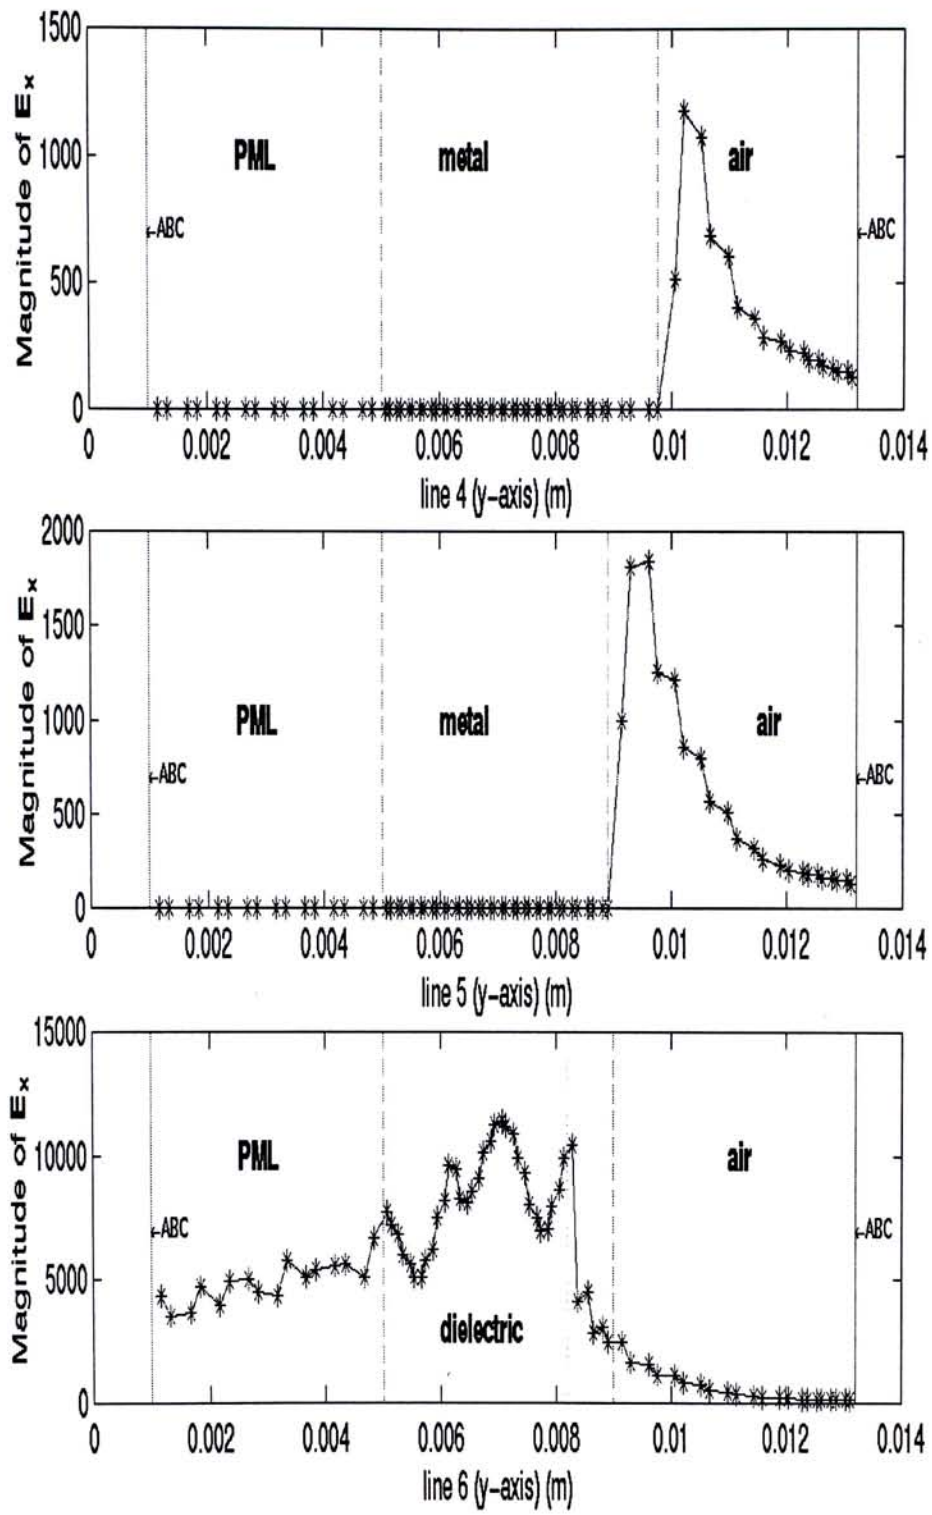 1500
1000
500
0
Magnitude of Ex
PML
metal
air
←ABC
←ABC
0 0.002 0.004 0.006 0.008 0.01 0.012 0.014
line 4 (y-axis) (m)
2000
1500
1000
500
0
Magnitude of Ex
PML
metal
air
←ABC
←ABC
0 0.002 0.004 0.006 0.008 0.01 0.012 0.014
line 5 (y-axis) (m)
15000
10000
5000
0
Magnitude of Ex
PML
air
←ABC
←ABC
dielectric
0 0.002 0.004 0.006 0.008 0.01 0.012 0.014
line 6 (y-axis) (m)